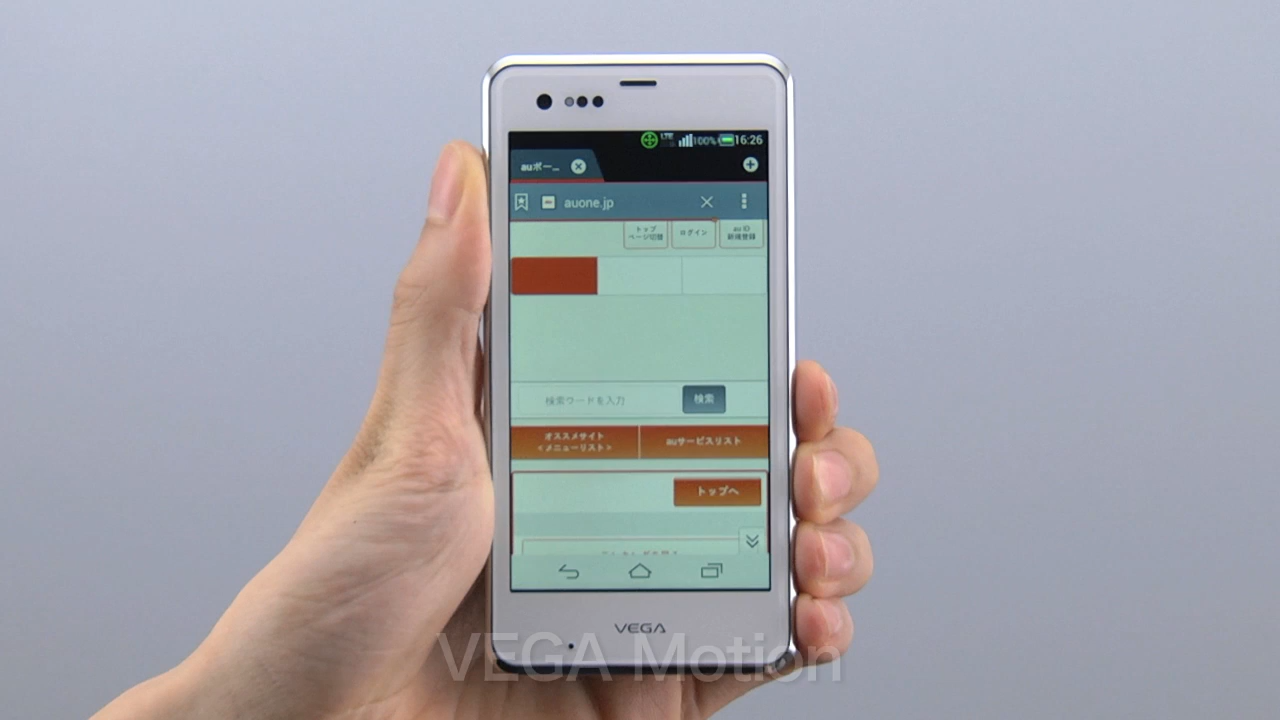 LTE 100% 16:26
auポー...
auone.jp
トップ
ページ切替
ログイン
au ID
新規登録
検索ワードを入力
検索
オススメサイト
<メニューリスト>
auサービスリスト
トップへ
VEGA
VEGA Motion